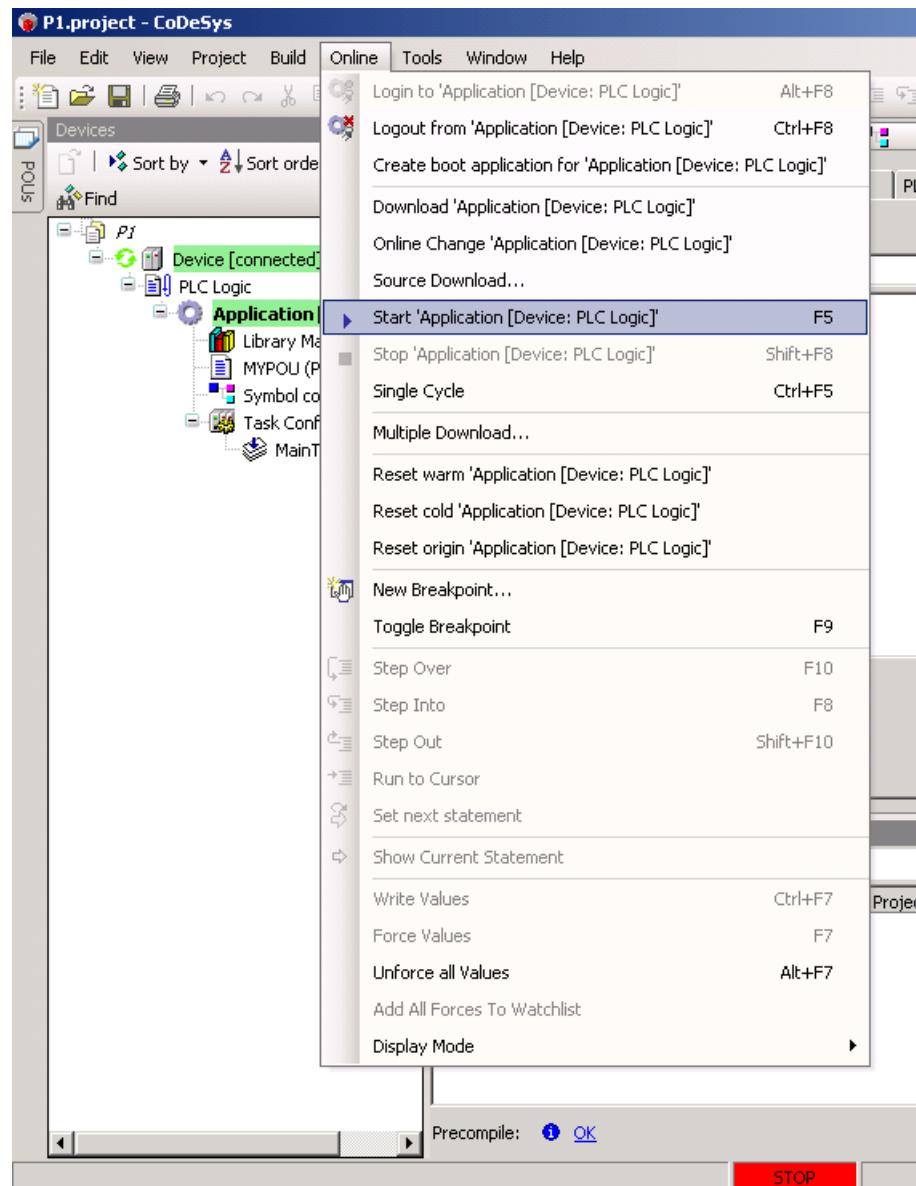 P1.project - CoDeSys
File Edit View Project Build Online Tools Window Help
Devices
POUs
Sort by
Sort orde
Find
P1
Device [connected]
PLC Logic
Application [
Library Ma
MYPOU (P
Symbol co
Task Conf
MainT
Login to 'Application [Device: PLC Logic]' Alt+F8
Logout from 'Application [Device: PLC Logic]' Ctrl+F8
Create boot application for 'Application [Device: PLC Logic]'
Download 'Application [Device: PLC Logic]'
Online Change 'Application [Device: PLC Logic]'
Source Download...
Start 'Application [Device: PLC Logic]' F5
Stop 'Application [Device: PLC Logic]' Shift+F8
Single Cycle Ctrl+F5
Multiple Download...
Reset warm 'Application [Device: PLC Logic]'
Reset cold 'Application [Device: PLC Logic]'
Reset origin 'Application [Device: PLC Logic]'
New Breakpoint...
Toggle Breakpoint F9
Step Over F10
Step Into F8
Step Out Shift+F10
Run to Cursor
Set next statement
Show Current Statement
Write Values Ctrl+F7
Force Values F7
Unforce all Values Alt+F7
Add All Forces To Watchlist
Display Mode
Pl
Projec
Precompile: OK
STOP